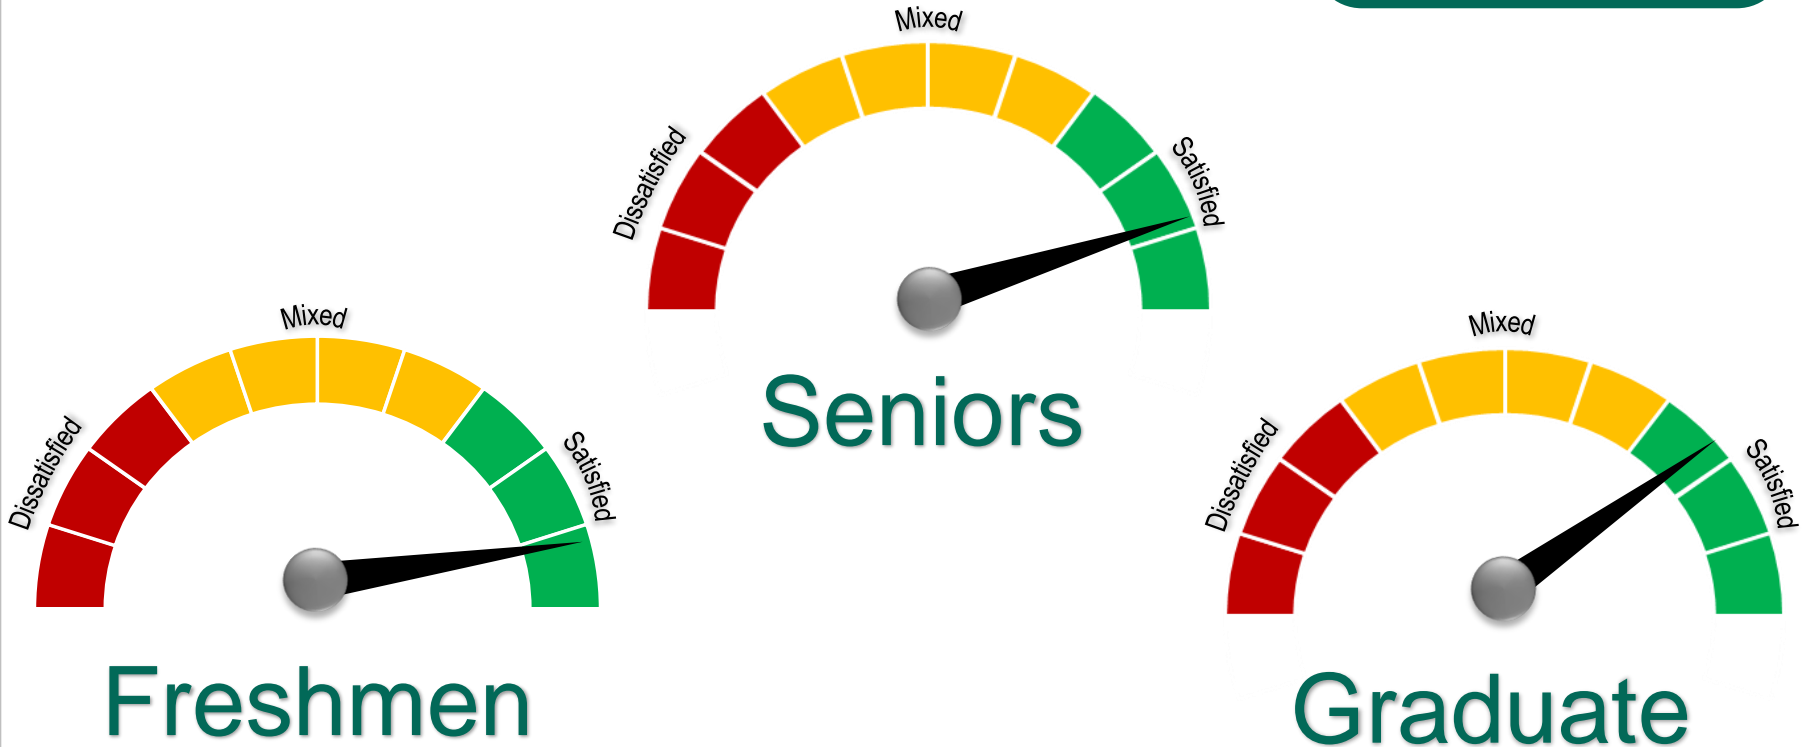 Mixed
Dissatisfied
Satisfied
Seniors
Mixed
Dissatisfied
Satisfied
Freshmen
Mixed
Dissatisfied
Satisfied
Graduate